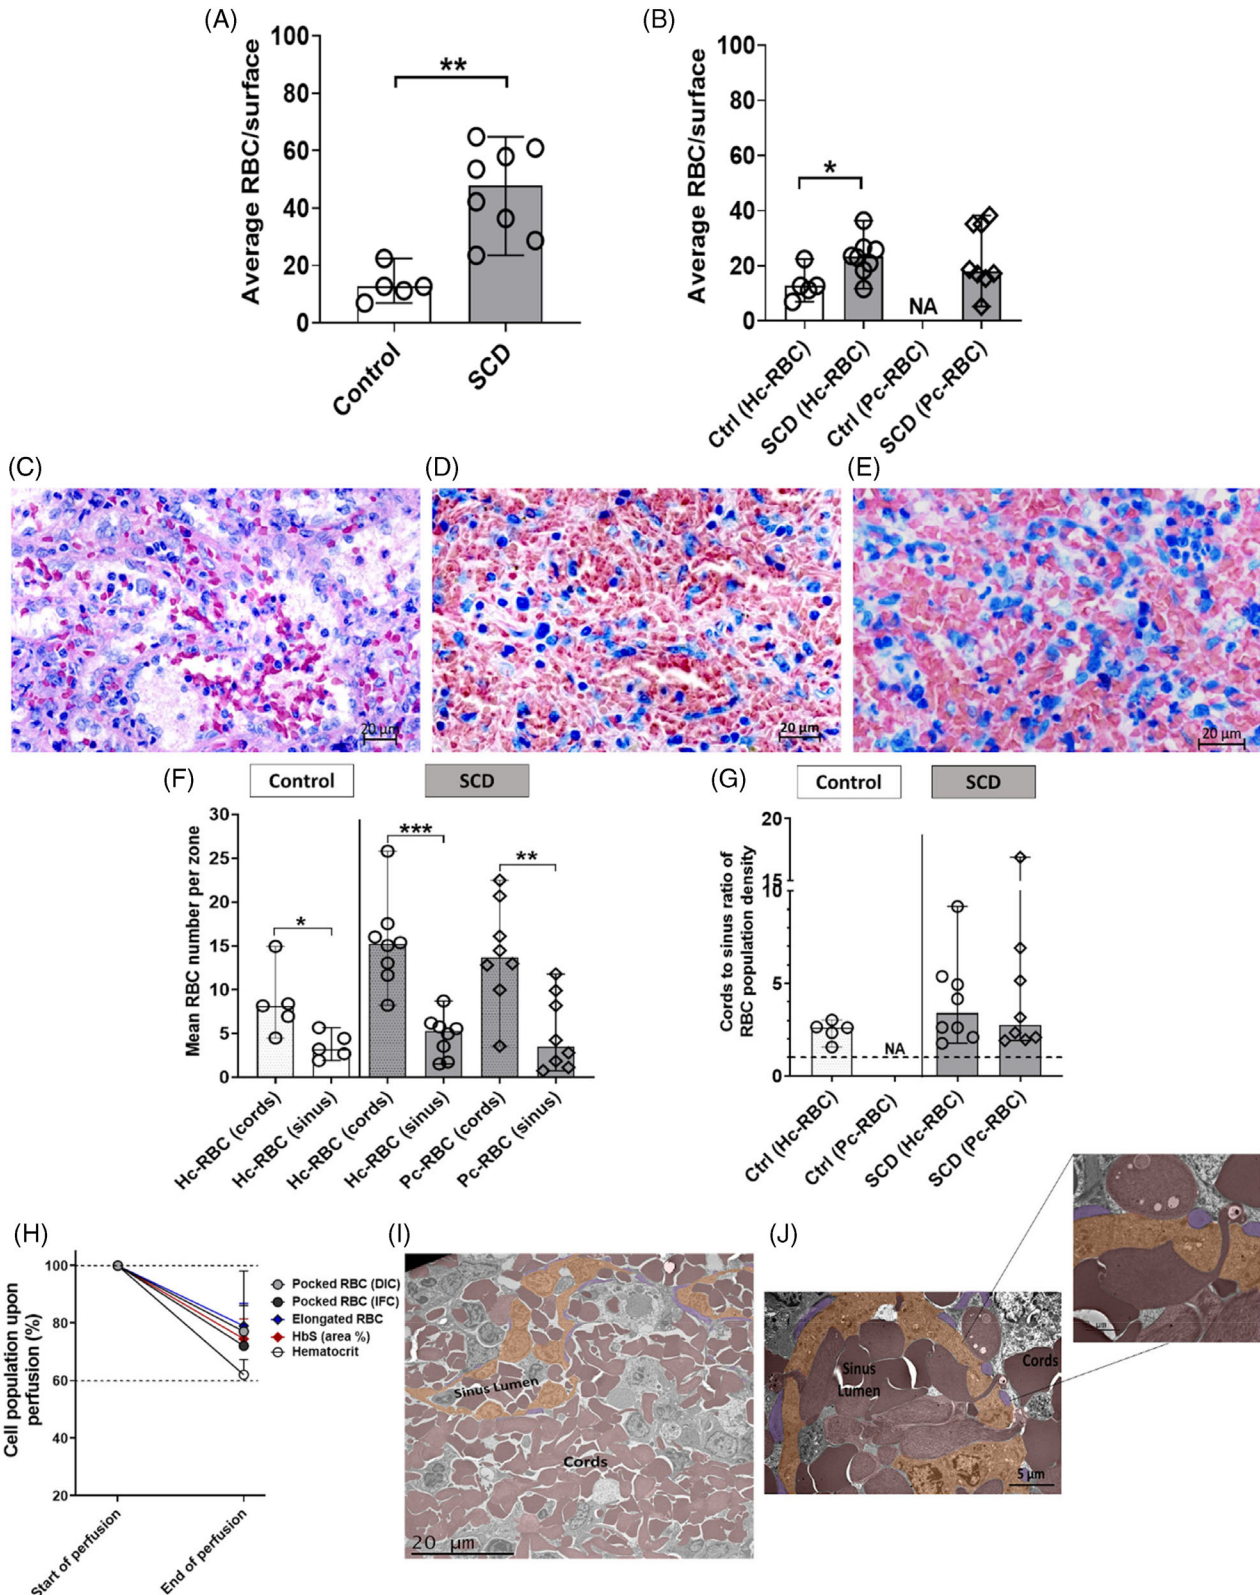 (A)
Average RBC/surface
100
80
60
40
20
0
**
Control
SCD
(B)
Average RBC/surface
100
80
60
40
20
0
*
NA
Ctrl (Hc-RBC)
SCD (Hc-RBC)
Ctrl (Pc-RBC)
SCD (Pc-RBC)
(C)
20 µm
(D)
20 µm
(E)
20 µm
(F)
Control
SCD
Mean RBC number per zone
30
25
20
15
10
5
0
*
***
**
Hc-RBC (cords)
Hc-RBC (sinus)
Hc-RBC (cords)
Hc-RBC (sinus)
Pc-RBC (cords)
Pc-RBC (sinus)
(G)
Control
SCD
Cords to sinus ratio of
RBC population density
20
15
10
5
0
NA
Ctrl (Hc-RBC)
Ctrl (Pc-RBC)
SCD (Hc-RBC)
SCD (Pc-RBC)
(H)
Cell population upon
perfusion (%)
100
80
60
40
20
Pocked RBC (DIC)
Pocked RBC (IFC)
Elongated RBC
HbS (area %)
Hematocrit
Start of perfusion
End of perfusion
(I)
Sinus Lumen
Cords
20 µm
(J)
Sinus
Lumen
Cords
5 µm